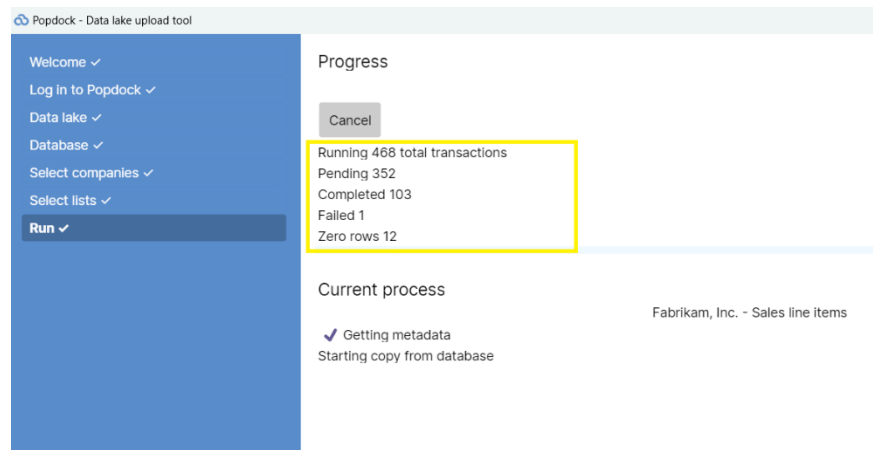 Popdock - Data lake upload tool
Welcome ✓
Log in to Popdock ✓
Data lake ✓
Database ✓
Select companies ✓
Select lists ✓
Run ✓
Progress
Cancel
Running 468 total transactions
Pending 352
Completed 103
Failed 1
Zero rows 12
Current process
Fabrikam, Inc. - Sales line items
✓ Getting metadata
Starting copy from database